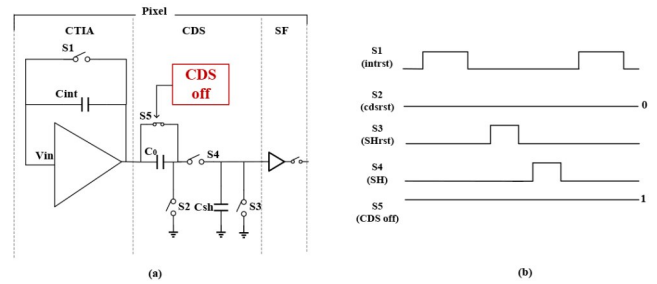 Pixel
CTIA
CDS
SF
S1
Cint
Vin
CDS
off
S5
C0
S4
S2
Csh
S3
(a)
S1
(intrst)
S2
(cdsrst)
0
S3
(SHrst)
S4
(SH)
S5
(CDS off)
1
(b)